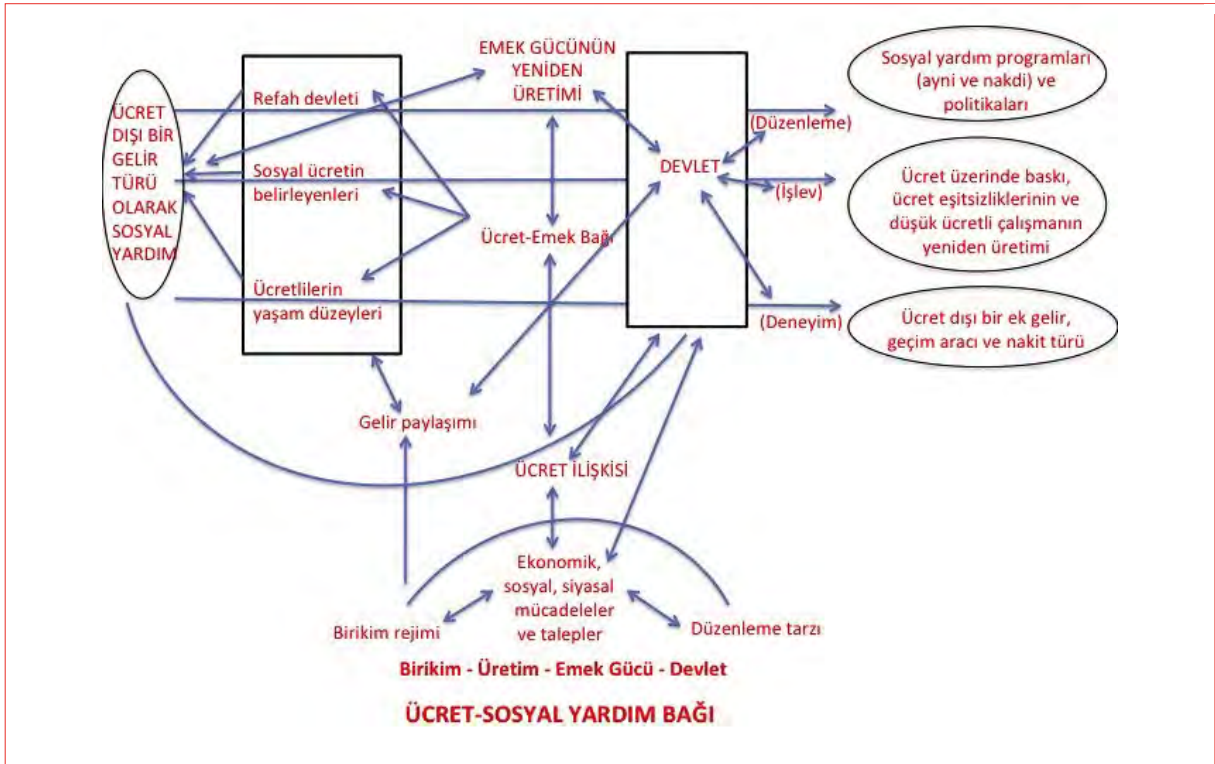 EMEK GÜCÜNÜN
YENİDEN
ÜRETİMİ
Sosyal yardım programları
(ayni ve nakdi) ve
politikaları
ÜCRET
DIŞI BİR
GELİR
TÜRÜ
OLARAK
SOSYAL
YARDIM
Refah devleti
Sosyal ücretin
belirleyenleri
Ücretlilerin
yaşam düzeyleri
Ücret-Emek Bağı
DEVLET
(Düzenleme)
(İşlev)
(Deneyim)
Ücret üzerinde baskı,
ücret eşitsizliklerinin ve
düşük ücretli çalışmanın
yeniden üretimi
Ücret dışı bir ek gelir,
geçim aracı ve nakit türü
Gelir paylaşımı
ÜCRET İLİŞKİSİ
Ekonomik,
sosyal, siyasal
mücadeleler
ve talepler
Birikim rejimi
Düzenleme tarzı
Birikim - Üretim - Emek Gücü - Devlet
ÜCRET-SOSYAL YARDIM BAĞI